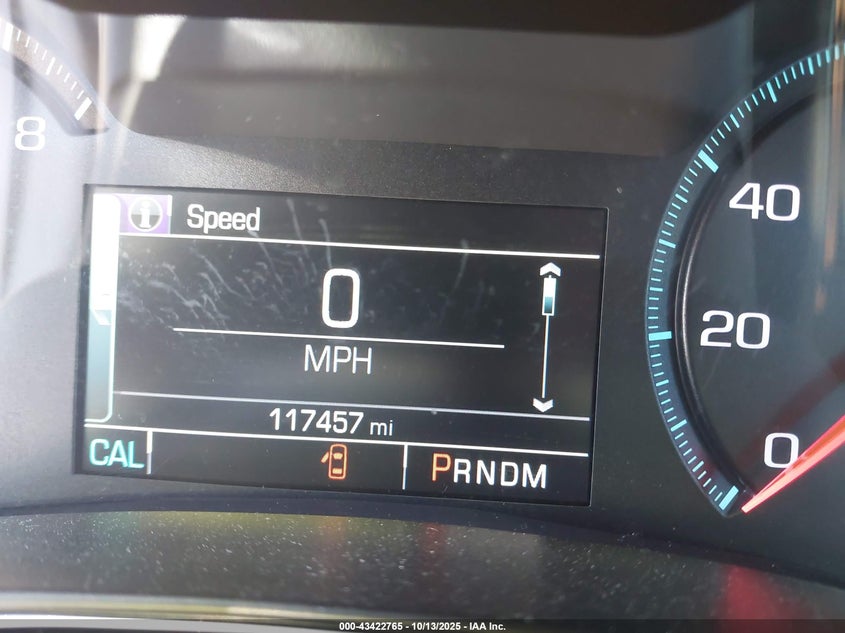 8
Speed
0
MPH
117457 mi
CAL
PRNDM
40
20
0
000-43422765 - 10/13/2025 - IAA Inc.